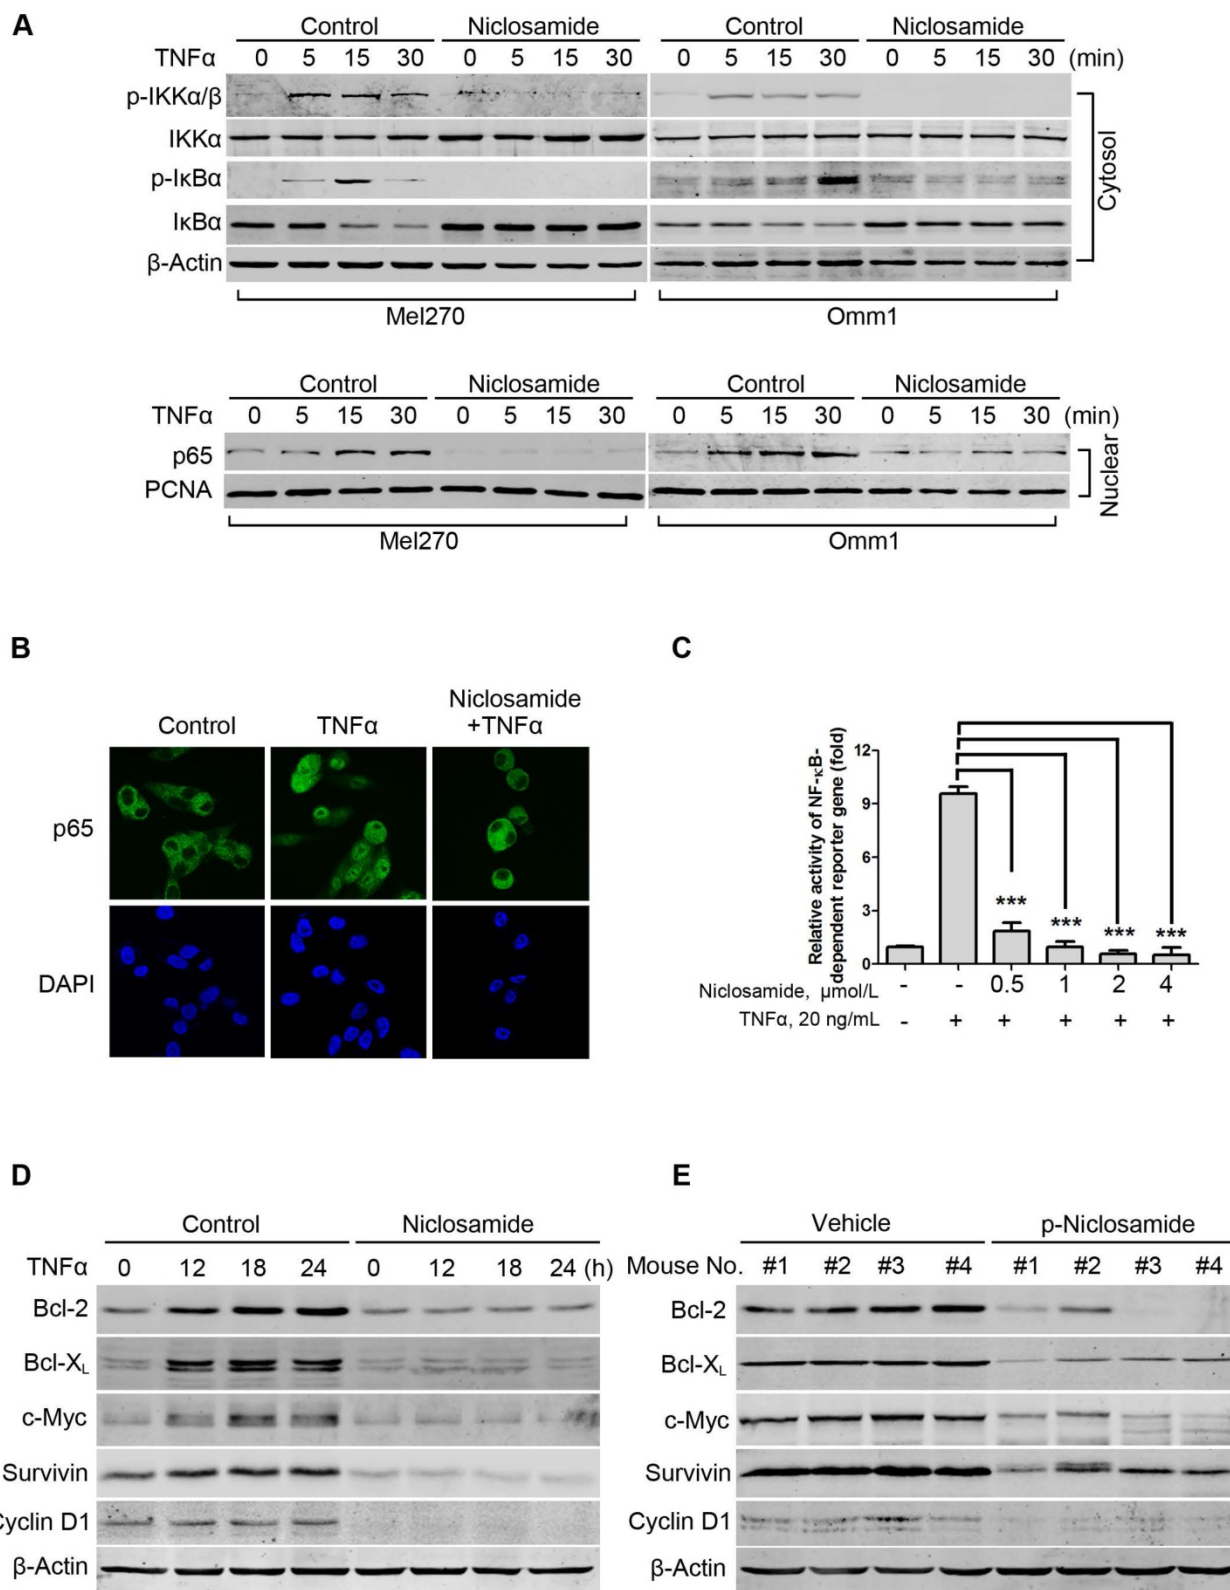 A
Control Niclosamide Control Niclosamide
TNFα 0 5 15 30 0 5 15 30 0 5 15 30 0 5 15 30 (min)
p-IKKα/β
IKKα
p-IκBα
IκBα
β-Actin
Cytosol
Mel270 Omm1
Control Niclosamide Control Niclosamide
TNFα 0 5 15 30 0 5 15 30 0 5 15 30 0 5 15 30 (min)
p65
PCNA
Nuclear
Mel270 Omm1
B
Control TNFα Niclosamide
+TNFα
p65
DAPI
C
Relative activity of NF-κB-
dependent reporter gene (fold)
12
9
6
3
0
*** *** *** ***
Niclosamide, μmol/L - - 0.5 1 2 4
TNFα, 20 ng/mL - + + + + +
D
Control Niclosamide
TNFα 0 12 18 24 0 12 18 24 (h)
Bcl-2
Bcl-XL
c-Myc
Survivin
Cyclin D1
β-Actin
E
Vehicle p-Niclosamide
Mouse No. #1 #2 #3 #4 #1 #2 #3 #4
Bcl-2
Bcl-XL
c-Myc
Survivin
Cyclin D1
β-Actin